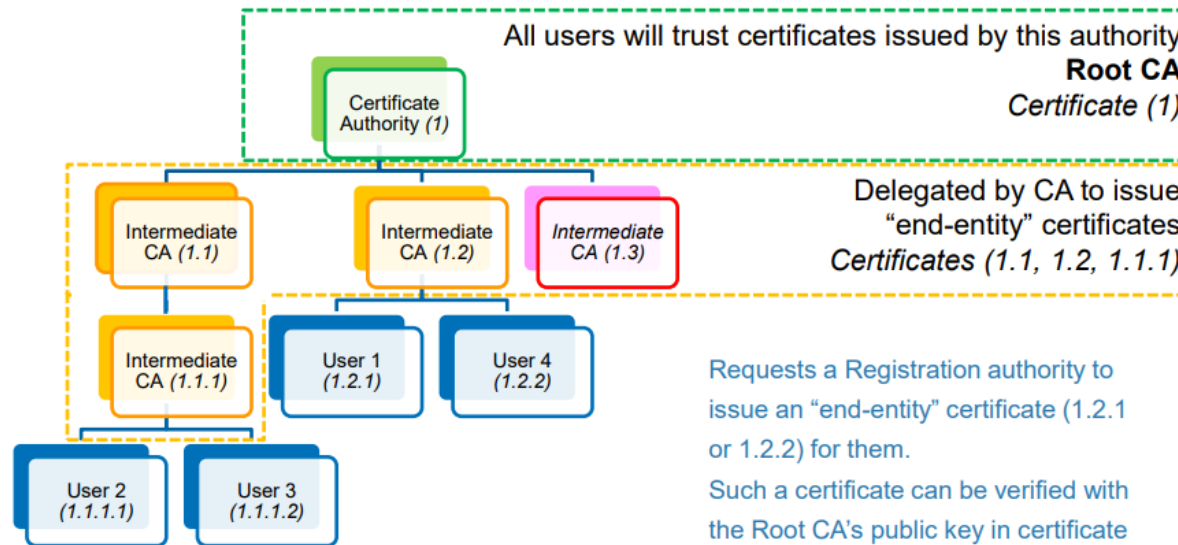 All users will trust certificates issued by this authority
Root CA
Certificate (1)
Certificate
Authority (1)
Delegated by CA to issue
“end-entity” certificates
Certificates (1.1, 1.2, 1.1.1)
Intermediate
CA (1.1)
Intermediate
CA (1.2)
Intermediate
CA (1.3)
Intermediate
CA (1.1.1)
User 1
(1.2.1)
User 4
(1.2.2)
User 2
(1.1.1.1)
User 3
(1.1.1.2)
Requests a Registration authority to
issue an “end-entity” certificate (1.2.1
or 1.2.2) for them.
Such a certificate can be verified with
the Root CA’s public key in certificate